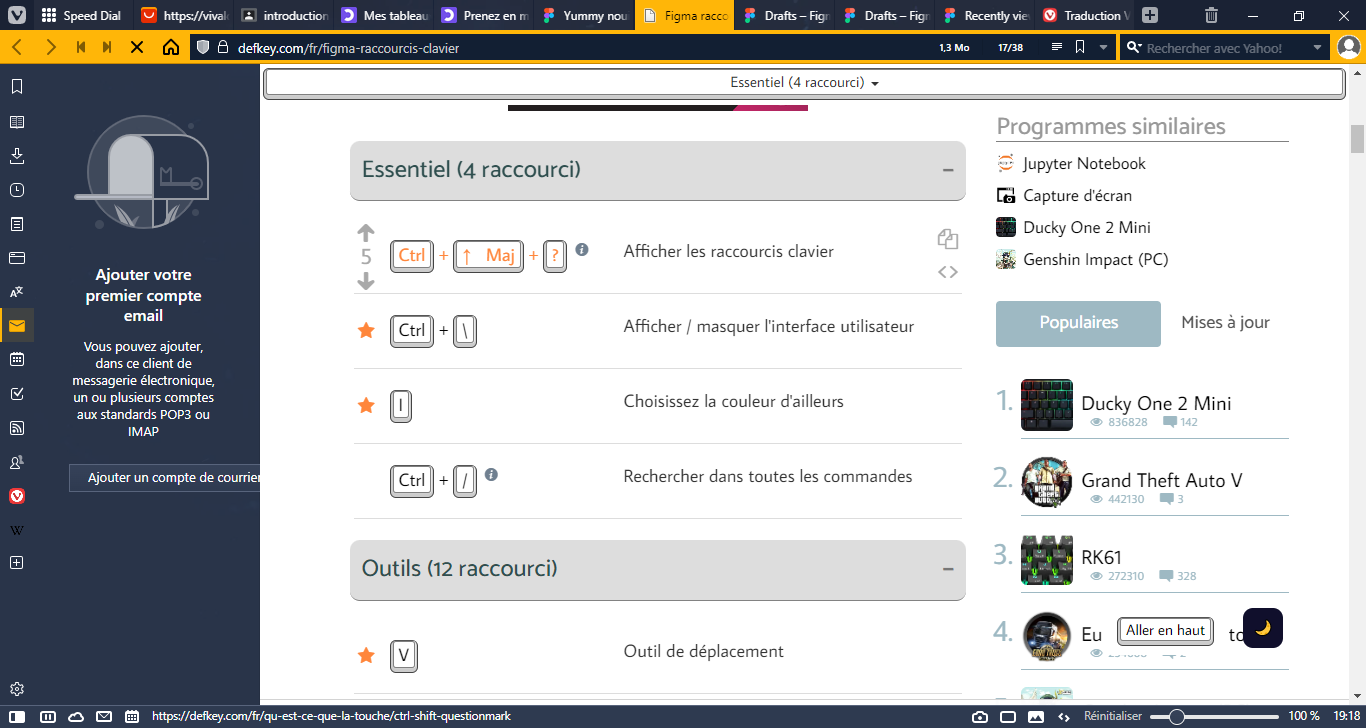 Speed Dial
https://vival
introduction
Mes tableau
Prenez en m
Yummy nou
Figma racco
Drafts – Fig
Drafts – Fig
Recently vie
Traduction V
defkey.com/fr/figma-raccourcis-clavier
1,3 Mo
17/38
Rechercher avec Yahoo!
Essentiel (4 raccourci)
Ajouter votre
premier compte
email
Vous pouvez ajouter,
dans ce client de
messagerie électronique,
un ou plusieurs comptes
aux standards POP3 ou
IMAP
Ajouter un compte de courrier
Essentiel (4 raccourci)
5
Ctrl + ↑ Maj + ?
Afficher les raccourcis clavier
Ctrl + \
Afficher / masquer l'interface utilisateur
I
Choisissez la couleur d'ailleurs
Ctrl + /
Rechercher dans toutes les commandes
Outils (12 raccourci)
V
Outil de déplacement
Programmes similaires
Jupyter Notebook
Capture d'écran
Ducky One 2 Mini
Genshin Impact (PC)
Populaires
Mises à jour
1. Ducky One 2 Mini
836828 142
2. Grand Theft Auto V
442130 3
3. RK61
272310 328
4. Eu
Aller en haut
https://defkey.com/fr/qu-est-ce-que-la-touche/ctrl-shift-questionmark
Réinitialiser
100 %
19:18